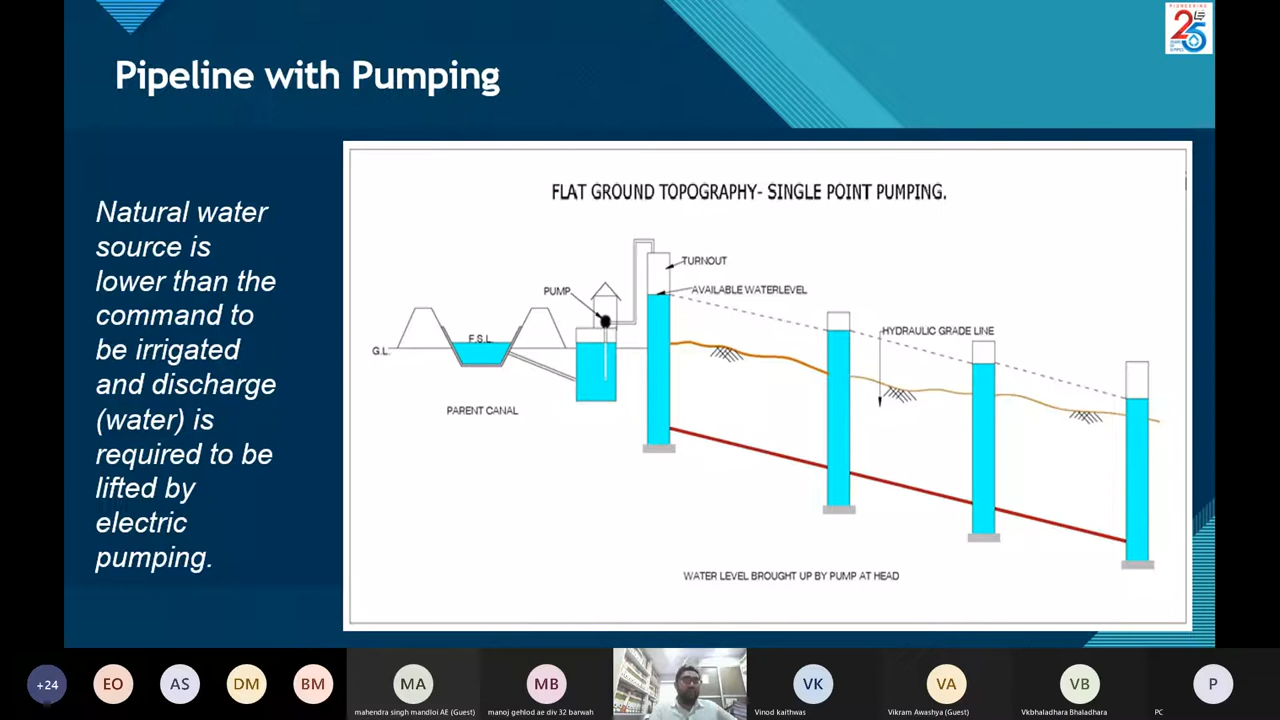 PIONEERING
25
Pipeline with Pumping
Natural water
source is
lower than the
command to
be irrigated
and discharge
(water) is
required to be
lifted by
electric
pumping.
FLAT GROUND TOPOGRAPHY- SINGLE POINT PUMPING.
TURNOUT
PUMP
AVAILABLE WATERLEVEL
F.S.L.
HYDRAULIC GRADE LINE
G.L.
PARENT CANAL
WATER LEVEL BROUGHT UP BY PUMP AT HEAD
+24
EO
AS
DM
BM
MA
mahendra singh mandloi AE (Guest)
MB
manoj gehlod ae div 32 barwah
VK
Vinod kaithwas
VA
Vikram Awashya (Guest)
VB
Vkbhaladhara Bhaladhara
P
PC